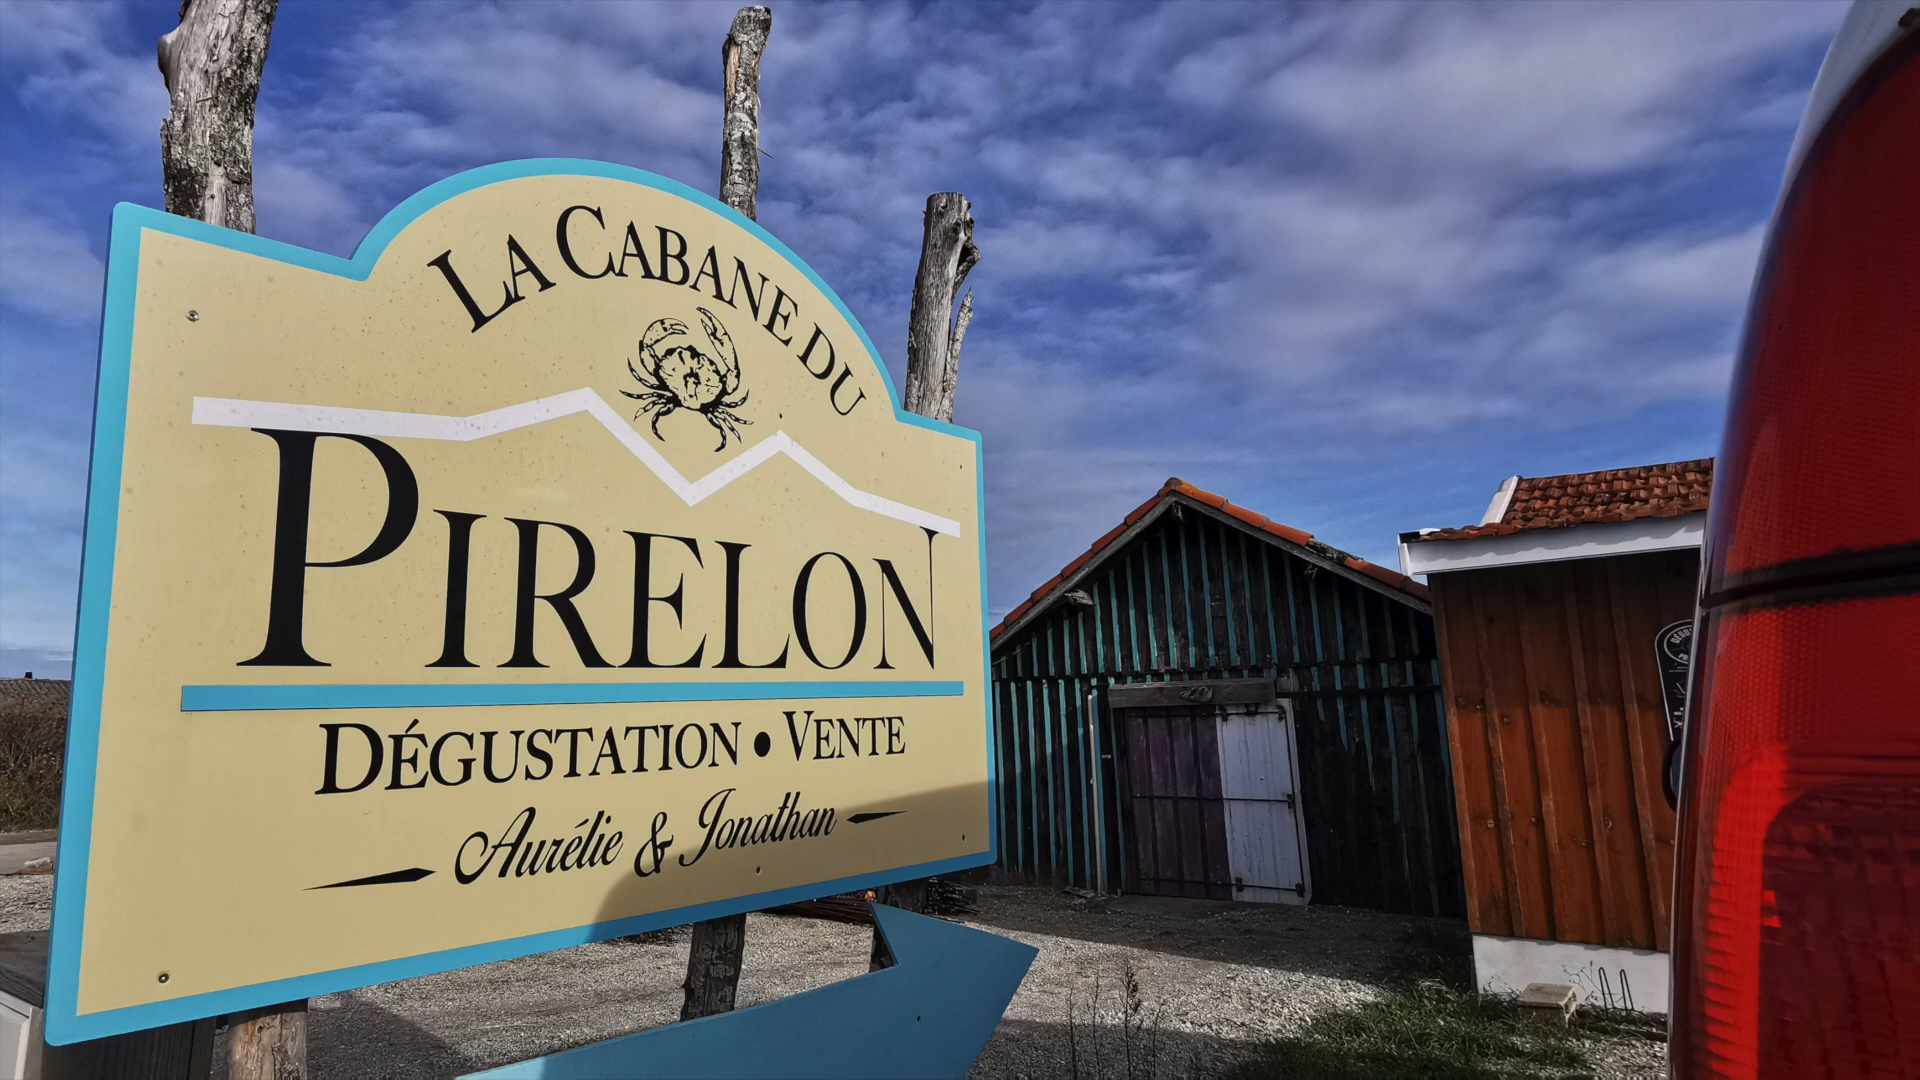 LA CABANE DU
PIRELON
DÉGUSTATION • VENTE
Aurélie & Jonathan